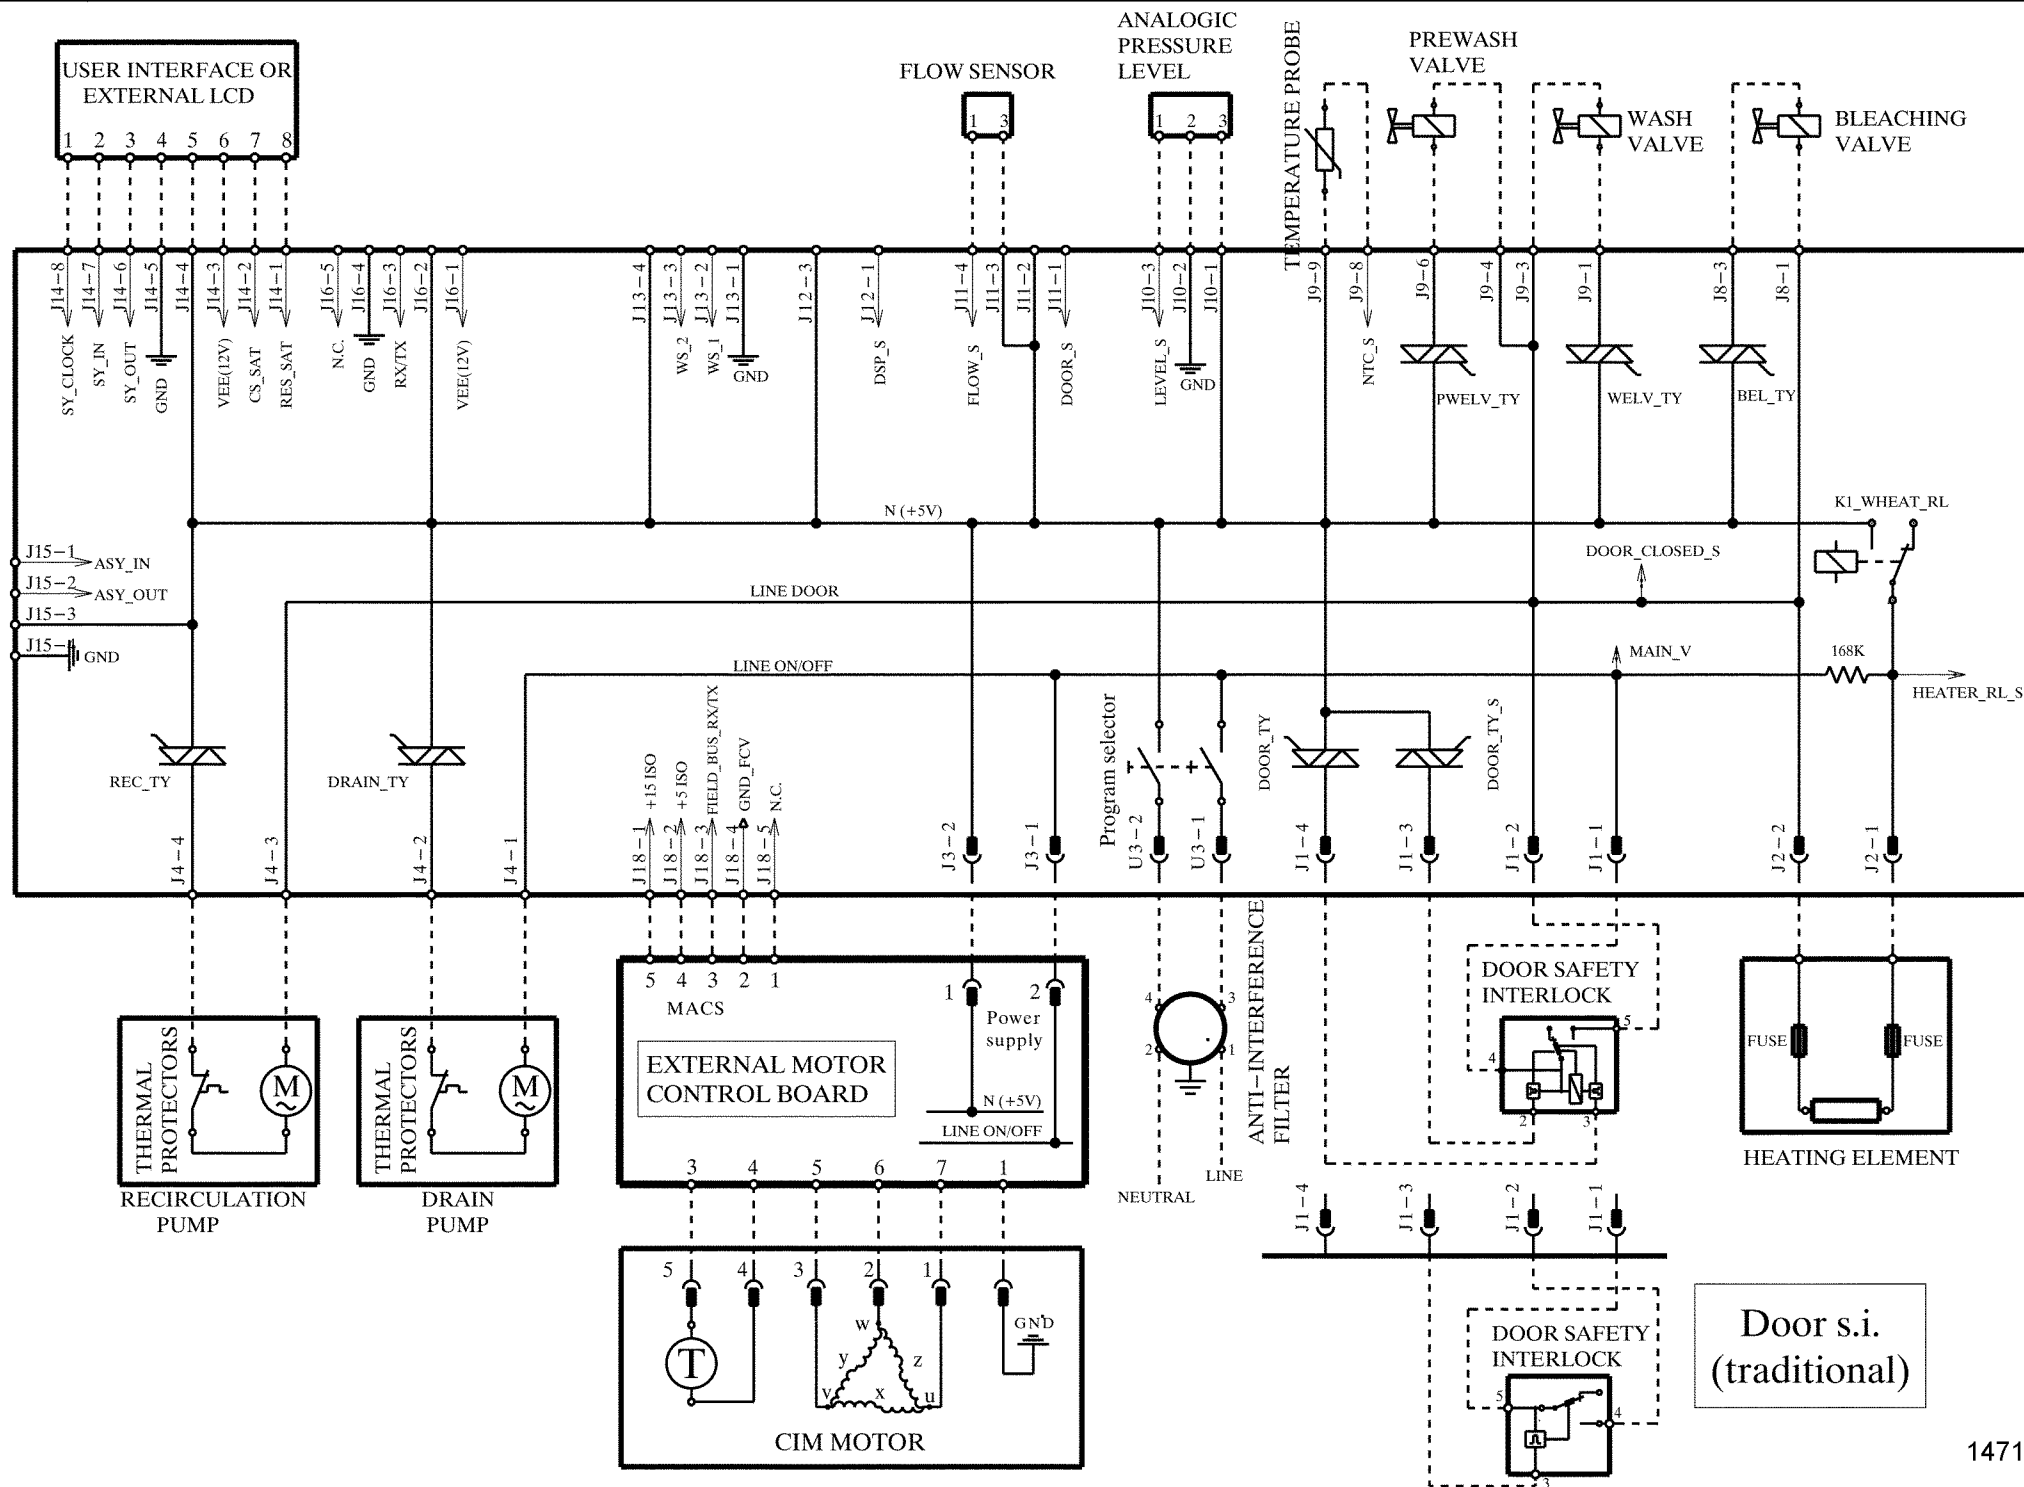 ANALOGIC
PRESSURE
LEVEL
PREWASH
VALVE
USER INTERFACE OR
EXTERNAL LCD
FLOW SENSOR
TEMPERATURE PROBE
WASH
VALVE
BLEACHING
VALVE
1 2 3 4 5 6 7 8
1 3
1 2 3
J14-8
J14-7
J14-6
J14-5
J14-4
J14-3
J14-2
J14-1
J16-5
J16-4
J16-3
J16-2
J16-1
J13-4
J13-3
J13-2
J13-1
J12-3
J12-1
J11-4
J11-3
J11-2
J11-1
J10-3
J10-2
J10-1
J9-9
J9-8
J9-6
J9-4
J9-3
J9-1
J8-3
J8-1
SY_CLOCK
SY_IN
SY_OUT
GND
VEE(12V)
CS_SAT
RES_SAT
N.C.
GND
RX/TX
VEE(12V)
WS_2
WS_1
GND
DSP_S
FLOW_S
DOOR_S
LEVEL_S
GND
NTC_S
PWELV_TY
WELV_TY
BEL_TY
N (+5V)
K1_WHEAT_RL
J15-1
ASY_IN
J15-2
ASY_OUT
J15-3
J15-4
GND
DOOR_CLOSED_S
LINE DOOR
LINE ON/OFF
MAIN_V
168K
HEATER_RL_S
REC_TY
DRAIN_TY
+15 ISO
+5 ISO
FIELD_BUS_RX/TX
GND_FCV
N.C.
Program selector
DOOR_TY
DOOR_TY_S
J4-4
J4-3
J4-2
J4-1
J18-1
J18-2
J18-3
J18-4
J18-5
J3-2
J3-1
U3-2
U3-1
J1-4
J1-3
J1-2
J1-1
J2-2
J2-1
5 4 3 2 1
MACS
1 2
Power
supply
EXTERNAL MOTOR
CONTROL BOARD
N (+5V)
LINE ON/OFF
3 4 5 6 7 1
4 3
2 1
ANTI-INTERFERENCE
FILTER
NEUTRAL
LINE
DOOR SAFETY
INTERLOCK
5
4
2 3
FUSE
FUSE
HEATING ELEMENT
THERMAL
PROTECTORS
M
RECIRCULATION
PUMP
THERMAL
PROTECTORS
M
DRAIN
PUMP
J1-4
J1-3
J1-2
J1-1
5 4 3 2 1
T
w
y
z
v
x
u
GND
CIM MOTOR
DOOR SAFETY
INTERLOCK
5
4
3
Door s.i.
(traditional)
1471